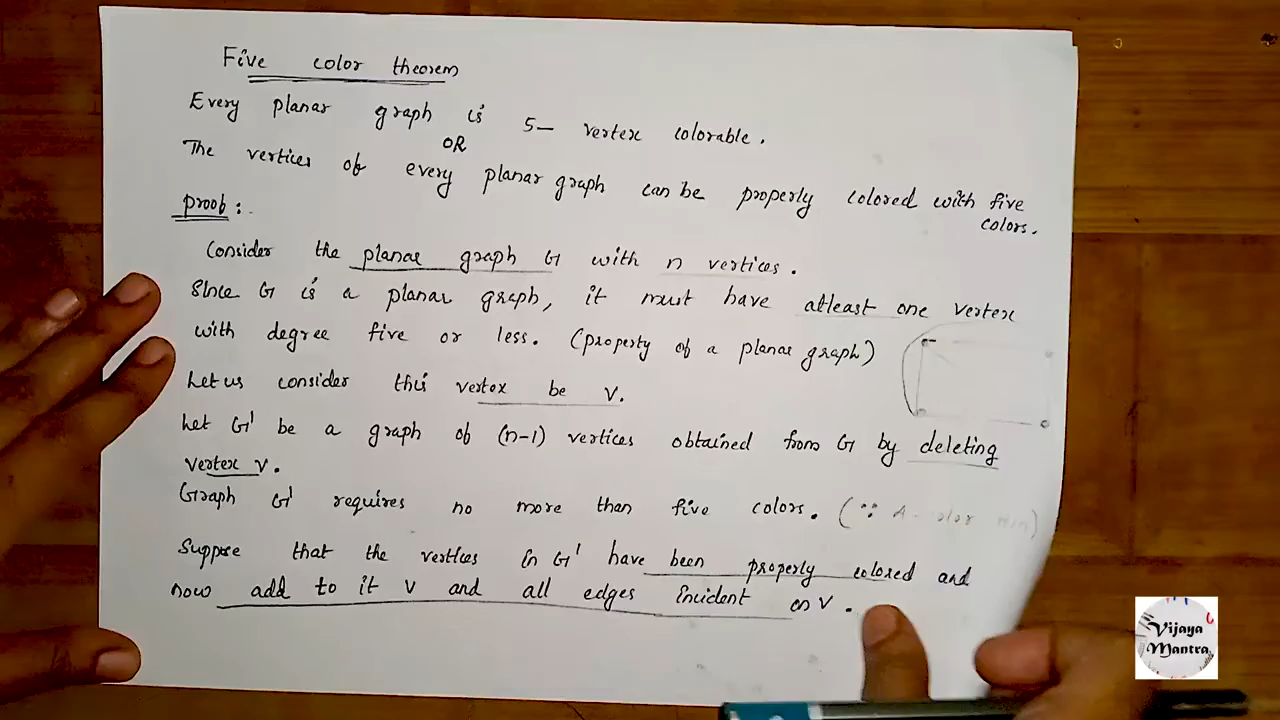 Five color theorem
Every planar graph is 5- vertex colorable.
OR
The vertices of every planar graph can be properly colored with five
colors.
proof:
Consider the planar graph G with n vertices.
Since G is a planar graph, it must have atleast one vertex
with degree five or less. (property of a planar graph)
Let us consider this vertex be v.
Let G' be a graph of (n-1) vertices obtained from G by deleting
vertex v.
Graph G' requires no more than five colors. (∵
Suppose that the vertices in G' have been properly colored and
now add to it v and all edges incident on v.
Vijaya
Mantra